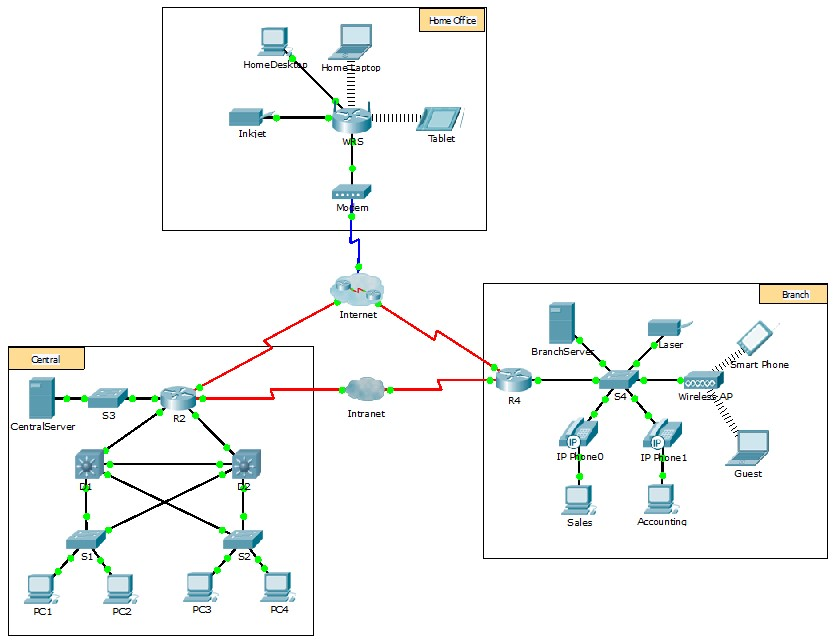 Home Office
HomeDesktop
Home Laptop
Inkjet
WRS
Tablet
Modem
Internet
Branch
BranchServer
Laser
Smart Phone
R4
S4
Wireless AP
IP
IP Phone0
IP
IP Phone1
Guest
Sales
Accounting
Intranet
Central
CentralServer
S3
R2
D1
D2
S1
S2
PC1
PC2
PC3
PC4